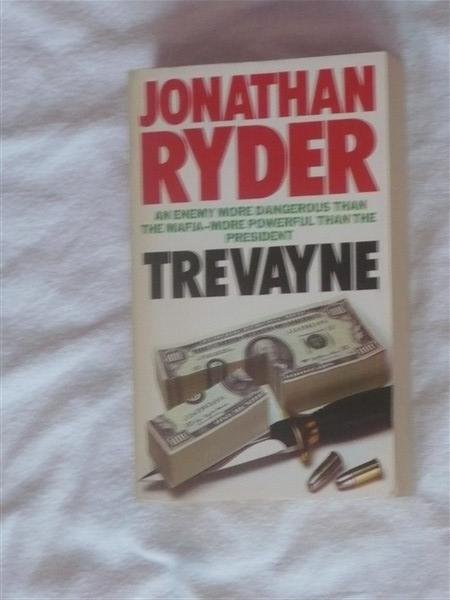 JONATHAN
RYDER
AN ENEMY MORE DANGEROUS THAN
THE MAFIA-MORE POWERFUL THAN THE
PRESIDENT
TREVAYNE